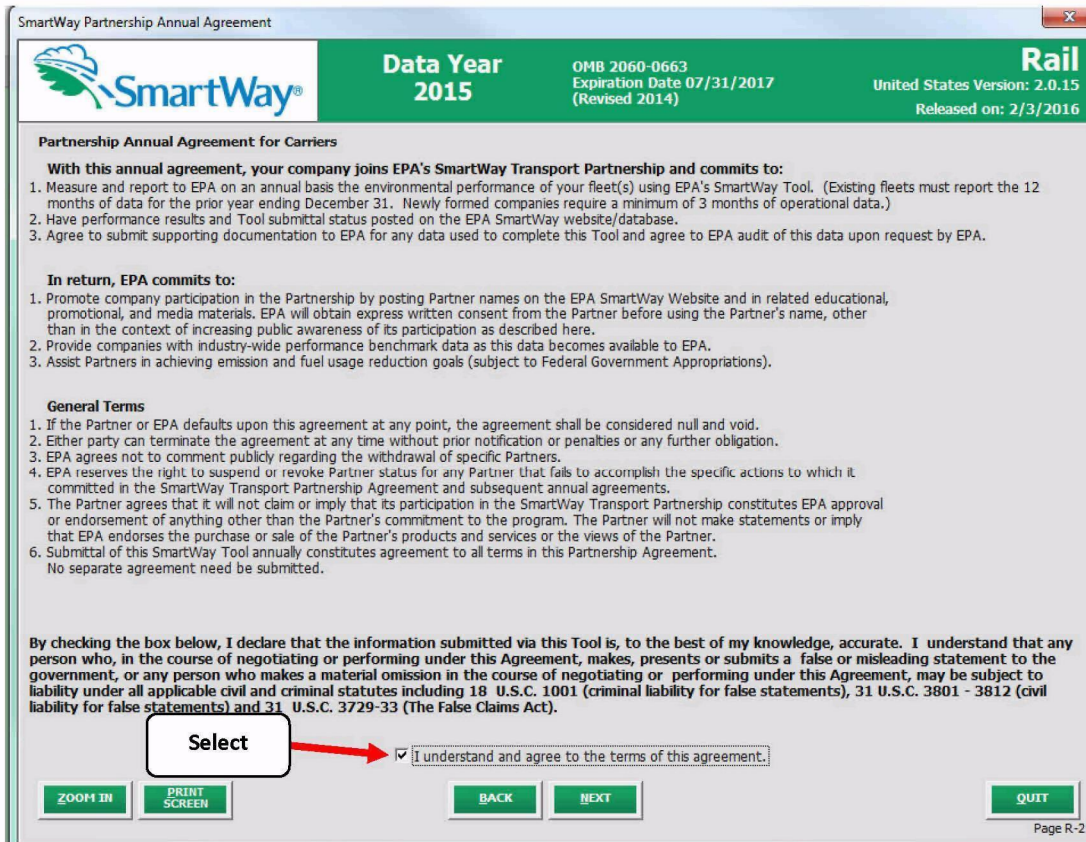 SmartWay Partnership Annual Agreement
x
SmartWay®
Data Year
2015
OMB 2060-0663
Expiration Date 07/31/2017
(Revised 2014)
Rail
United States Version: 2.0.15
Released on: 2/3/2016
Partnership Annual Agreement for Carriers
With this annual agreement, your company joins EPA's SmartWay Transport Partnership and commits to:
1. Measure and report to EPA on an annual basis the environmental performance of your fleet(s) using EPA's SmartWay Tool. (Existing fleets must report the 12
months of data for the prior year ending December 31. Newly formed companies require a minimum of 3 months of operational data.)
2. Have performance results and Tool submittal status posted on the EPA SmartWay website/database.
3. Agree to submit supporting documentation to EPA for any data used to complete this Tool and agree to EPA audit of this data upon request by EPA.
In return, EPA commits to:
1. Promote company participation in the Partnership by posting Partner names on the EPA SmartWay Website and in related educational,
promotional, and media materials. EPA will obtain express written consent from the Partner before using the Partner's name, other
than in the context of increasing public awareness of its participation as described here.
2. Provide companies with industry-wide performance benchmark data as this data becomes available to EPA.
3. Assist Partners in achieving emission and fuel usage reduction goals (subject to Federal Government Appropriations).
General Terms
1. If the Partner or EPA defaults upon this agreement at any point, the agreement shall be considered null and void.
2. Either party can terminate the agreement at any time without prior notification or penalties or any further obligation.
3. EPA agrees not to comment publicly regarding the withdrawal of specific Partners.
4. EPA reserves the right to suspend or revoke Partner status for any Partner that fails to accomplish the specific actions to which it
committed in the SmartWay Transport Partnership Agreement and subsequent annual agreements.
5. The Partner agrees that it will not claim or imply that its participation in the SmartWay Transport Partnership constitutes EPA approval
or endorsement of anything other than the Partner's commitment to the program. The Partner will not make statements or imply
that EPA endorses the purchase or sale of the Partner's products and services or the views of the Partner.
6. Submittal of this SmartWay Tool annually constitutes agreement to all terms in this Partnership Agreement.
No separate agreement need be submitted.
By checking the box below, I declare that the information submitted via this Tool is, to the best of my knowledge, accurate. I understand that any
person who, in the course of negotiating or performing under this Agreement, makes, presents or submits a false or misleading statement to the
government, or any person who makes a material omission in the course of negotiating or performing under this Agreement, may be subject to
liability under all applicable civil and criminal statutes including 18 U.S.C. 1001 (criminal liability for false statements), 31 U.S.C. 3801 - 3812 (civil
liability for false statements) and 31 U.S.C. 3729-33 (The False Claims Act).
Select
I understand and agree to the terms of this agreement.
ZOOM IN
PRINT
SCREEN
BACK
NEXT
QUIT
Page R-2